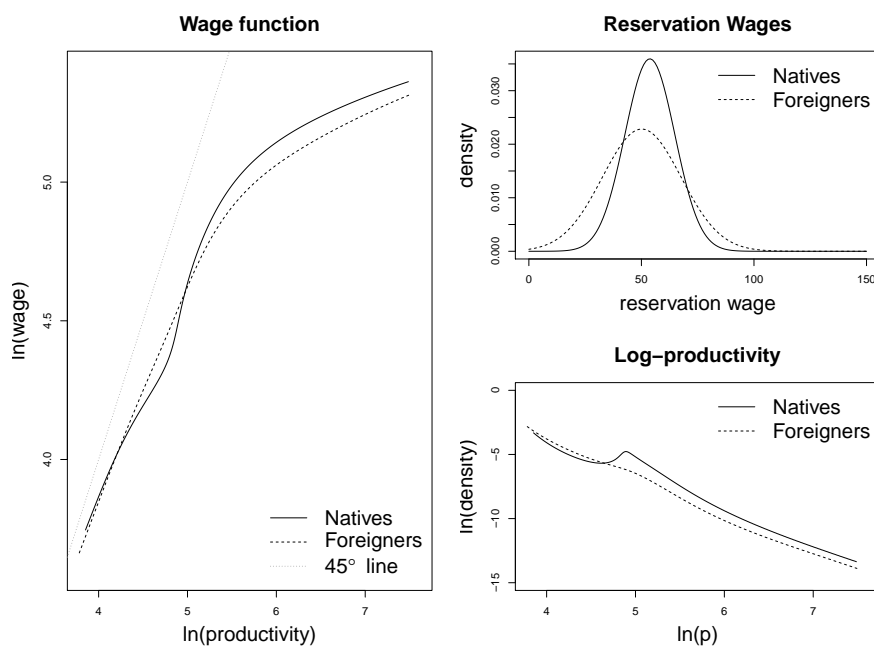 Wage function
5.0
4.5
4.0
ln(wage)
4 5 6 7
ln(productivity)
Natives
Foreigners
45° line
Reservation Wages
0.030
0.020
0.010
0.000
density
0 50 100 150
reservation wage
Natives
Foreigners
Log−productivity
0
−5
−10
−15
ln(density)
4 5 6 7
ln(p)
Natives
Foreigners